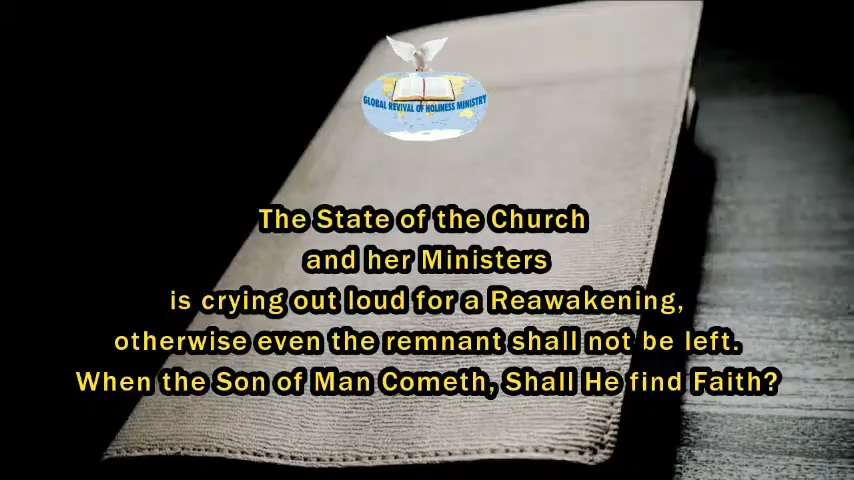 GLOBAL REVIVAL OF HOLINESS MINISTRY
The State of the Church
and her Ministers
is crying out loud for a Reawakening,
otherwise even the remnant shall not be left.
When the Son of Man Cometh, Shall He find Faith?